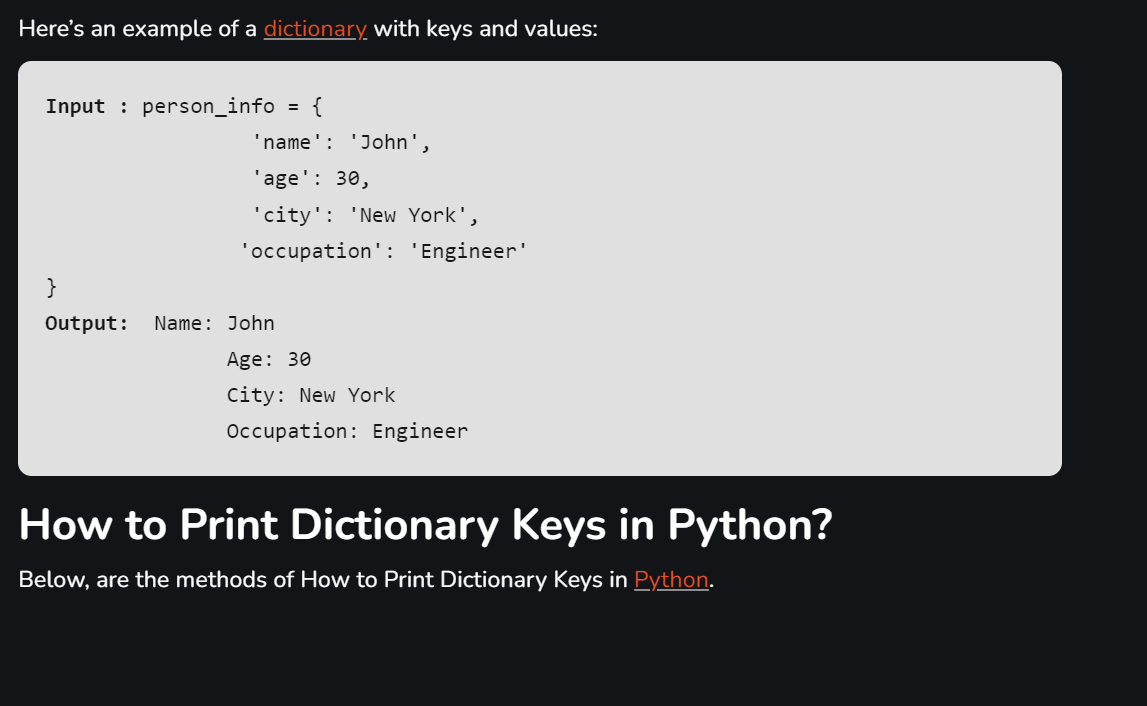 Here’s an example of a dictionary with keys and values:
Input : person_info = {
'name': 'John',
'age': 30,
'city': 'New York',
'occupation': 'Engineer'
}
Output: Name: John
Age: 30
City: New York
Occupation: Engineer
How to Print Dictionary Keys in Python?
Below, are the methods of How to Print Dictionary Keys in Python.